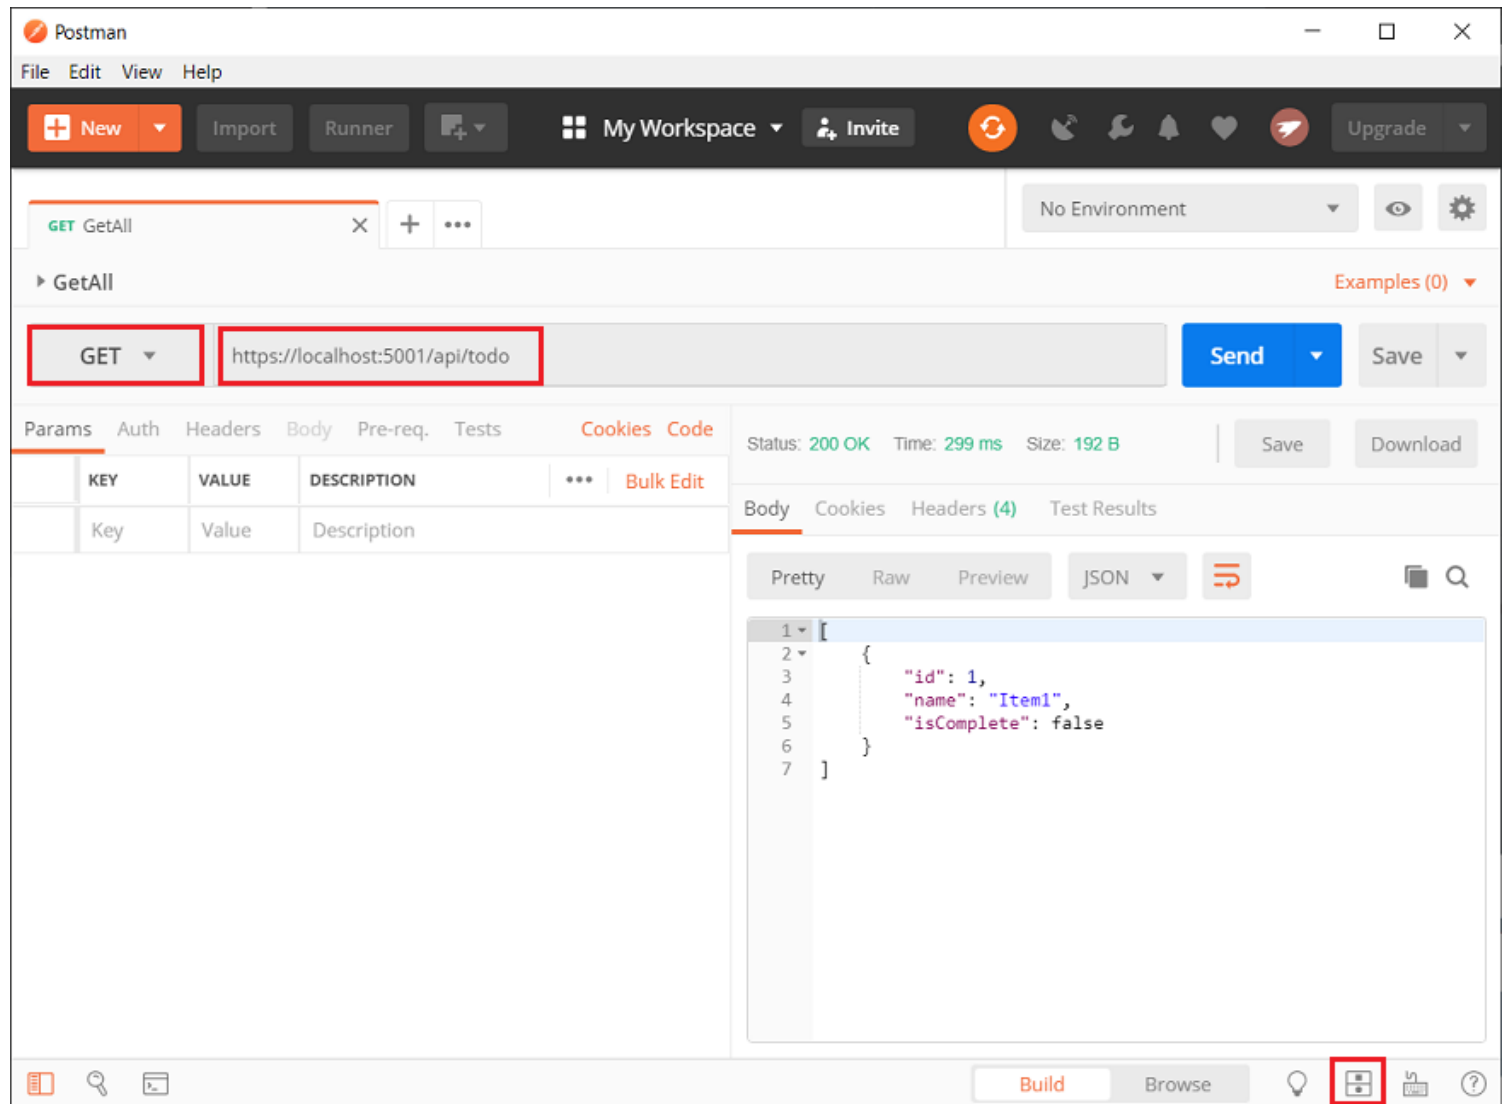 Postman
File Edit View Help
New Import Runner My Workspace Invite Upgrade
GET GetAll No Environment
GetAll Examples (0)
GET https://localhost:5001/api/todo Send Save
Params Auth Headers Body Pre-req. Tests Cookies Code
Status: 200 OK Time: 299 ms Size: 192 B Save Download
KEY VALUE DESCRIPTION Bulk Edit
Key Value Description
Body Cookies Headers (4) Test Results
Pretty Raw Preview JSON
1 [
2 {
3 "id": 1,
4 "name": "Item1",
5 "isComplete": false
6 }
7 ]
Build Browse